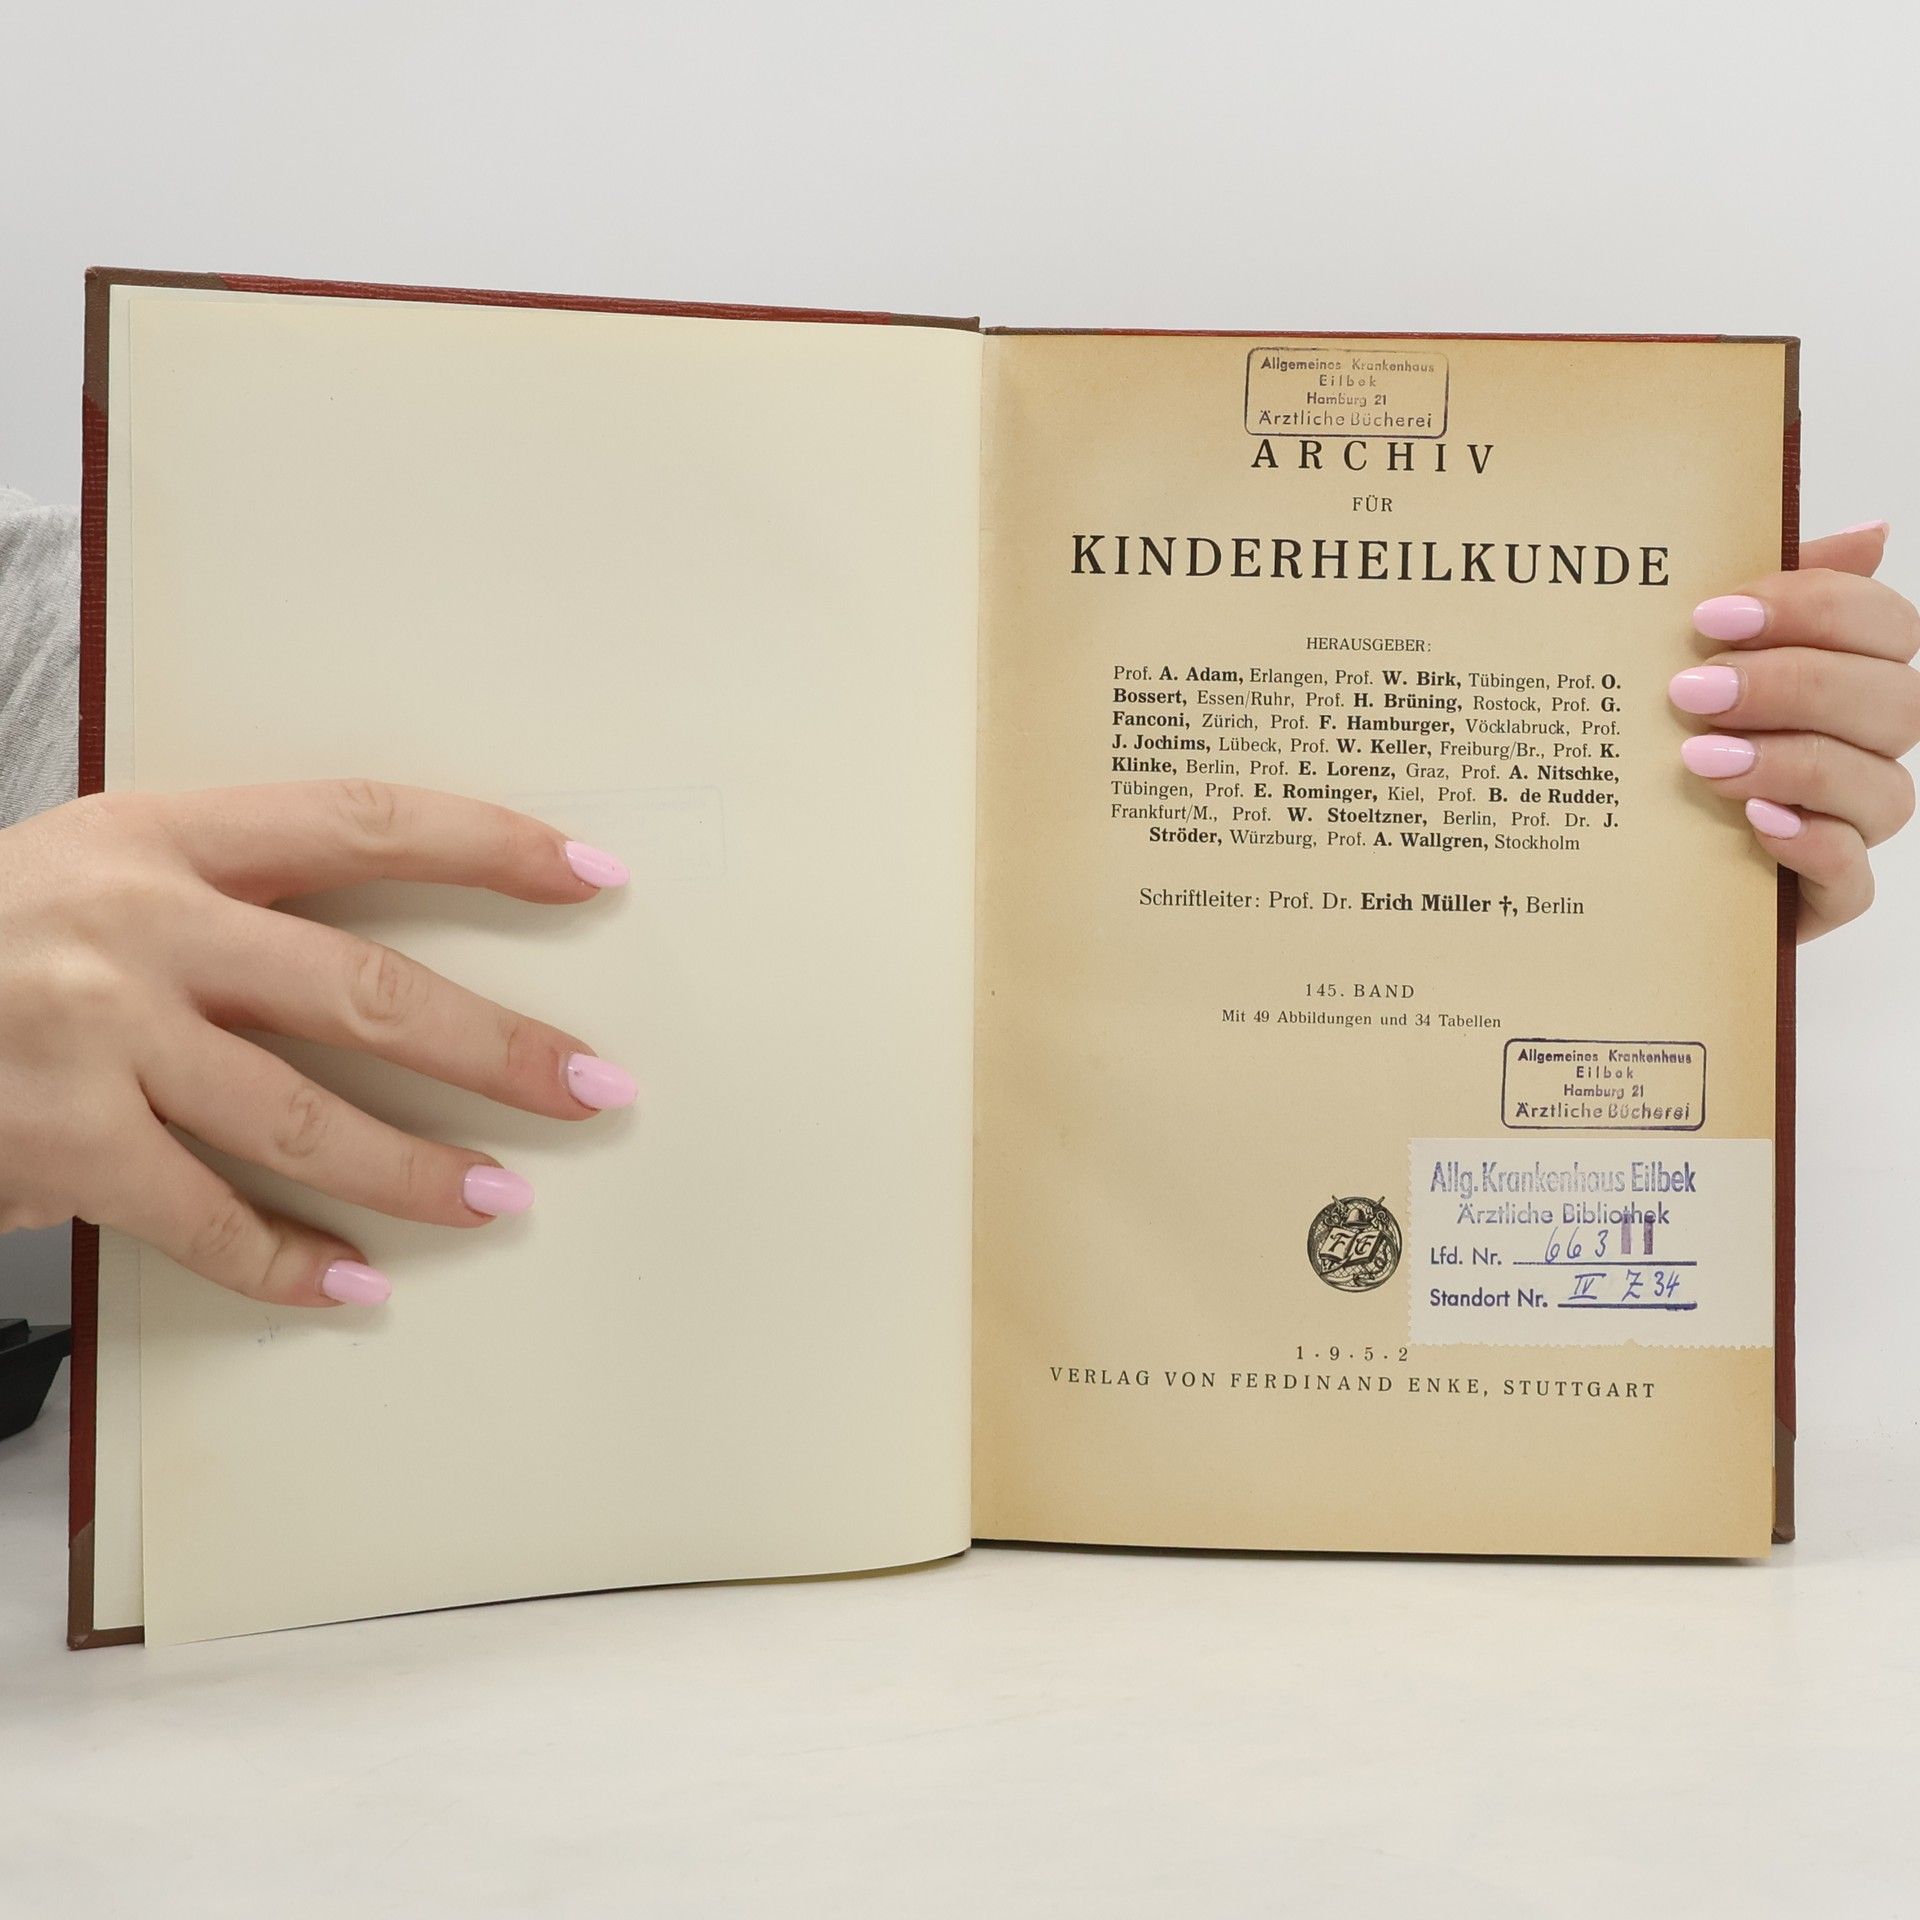 Allgemeines Krankenhaus
Eilbek
Hamburg 21
Ärztliche Bücherei
ARCHIV
FÜR
KINDERHEILKUNDE
HERAUSGEBER:
Prof. A. Adam, Erlangen, Prof. W. Birk, Tübingen, Prof. O.
Bossert, Essen/Ruhr, Prof. H. Brüning, Rostock, Prof. G.
Fanconi, Zürich, Prof. F. Hamburger, Vöcklabruck, Prof.
J. Jochims, Lübeck, Prof. W. Keller, Freiburg/Br., Prof. K.
Klinke, Berlin, Prof. E. Lorenz, Graz, Prof. A. Nitschke,
Tübingen, Prof. E. Rominger, Kiel, Prof. B. de Rudder,
Frankfurt/M., Prof. W. Stoeltzner, Berlin, Prof. Dr. J.
Ströder, Würzburg, Prof. A. Wallgren, Stockholm
Schriftleiter: Prof. Dr. Erich Müller †, Berlin
145. BAND
Mit 49 Abbildungen und 34 Tabellen
Allgemeines Krankenhaus
Eilbek
Hamburg 21
Ärztliche Bücherei
Allg. Krankenhaus Eilbek
Ärztliche Bibliothek
Lfd. Nr. 663 II
Standort Nr. IV Z 34
FE
1 · 9 · 5 · 2
VERLAG VON FERDINAND ENKE, STUTTGART